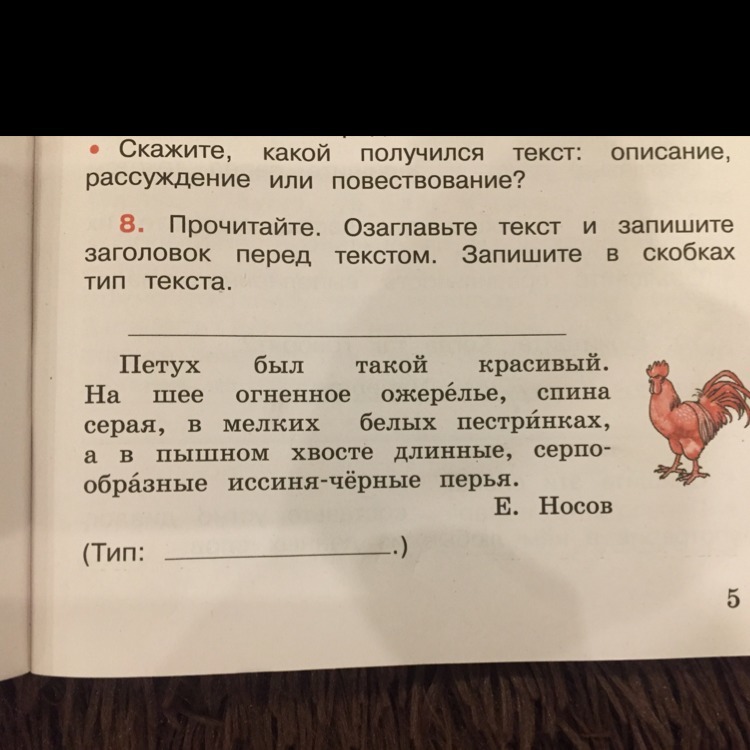 • Скажите, какой получился текст: описание,
рассуждение или повествование?
8. Прочитайте. Озаглавьте текст и запишите
заголовок перед текстом. Запишите в скобках
тип текста.
Петух был такой красивый.
На шее огненное ожере́лье, спина
серая, в мелких белых пестри́нках,
а в пышном хвосте длинные, серпо-
обра́зные иссиня-чёрные перья.
Е. Носов
(Тип: .)
5